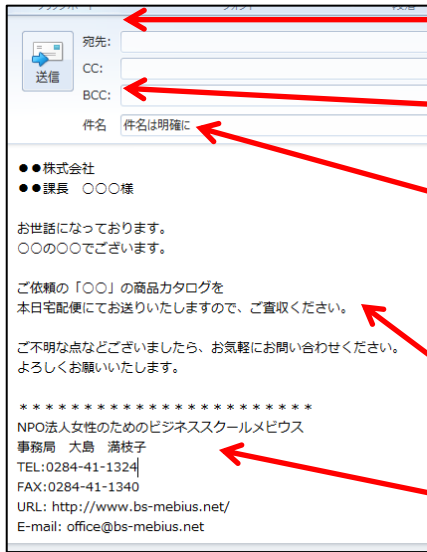 宛先:
送信
CC:
BCC:
件名 件名は明確に
●●株式会社
●●課長 〇〇〇様
お世話になっております。
〇〇の〇〇でございます。
ご依頼の「〇〇」の商品カタログを
本日宅配便にてお送りいたしますので、ご査収ください。
ご不明な点などございましたら、お気軽にお問い合わせください。
よろしくお願いいたします。
* * * * * * * * * * * * * * * * * * * * * * *
NPO法人女性のためのビジネススクールメビウス
事務局 大島 満枝子
TEL:0284-41-1324
FAX:0284-41-1340
URL: http://www.bs-mebius.net/
E-mail: office@bs-mebius.net